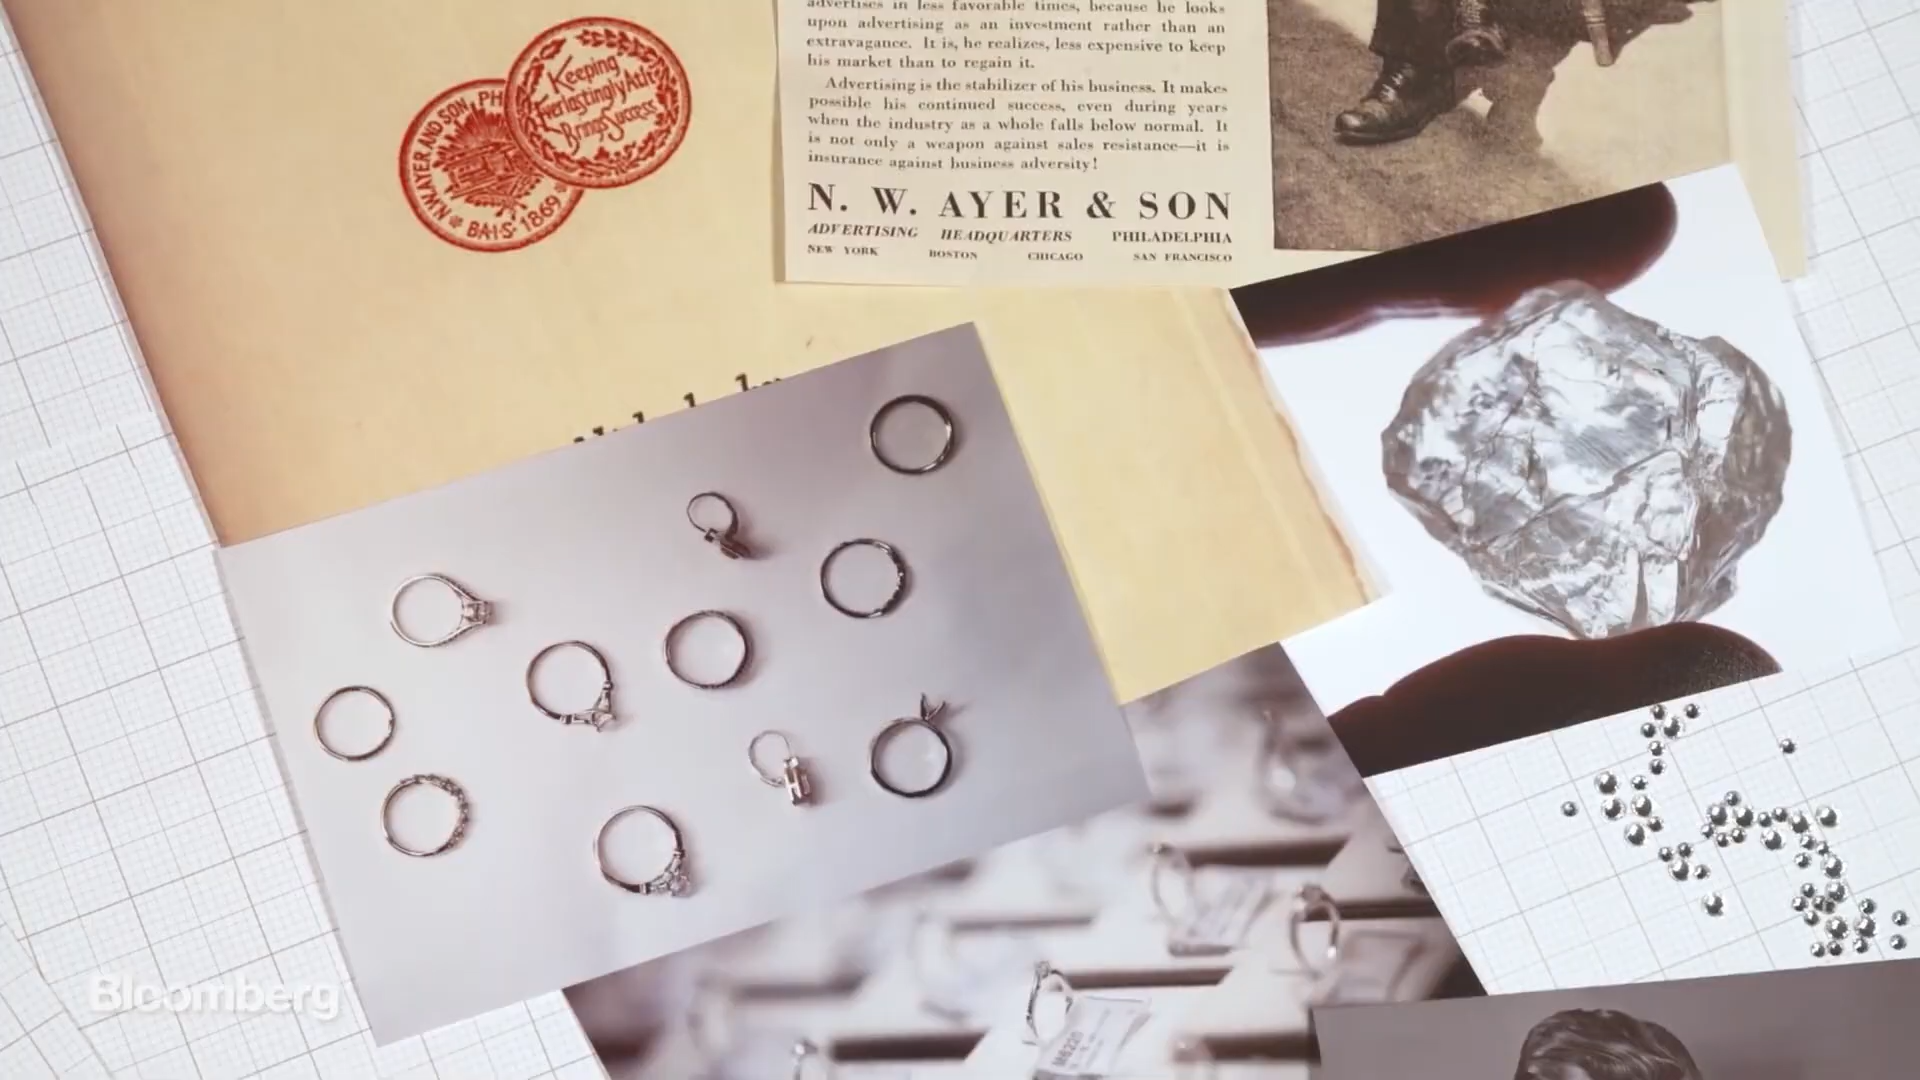 advertises in less favorable times, because he looks
upon advertising as an investment rather than an
extravagance. It is, he realizes, less expensive to keep
his market than to regain it.
Advertising is the stabilizer of his business. It makes
possible his continued success, even during years
when the industry as a whole falls below normal. It
is not only a weapon against sales resistance—it is
insurance against business adversity!
N. W. AYER & SON
ADVERTISING HEADQUARTERS PHILADELPHIA
NEW YORK BOSTON CHICAGO SAN FRANCISCO
Keeping
Everlastingly At It
Brings Success
N.W. AYER AND SON PH
EST. 1869
M6220
Bloomberg